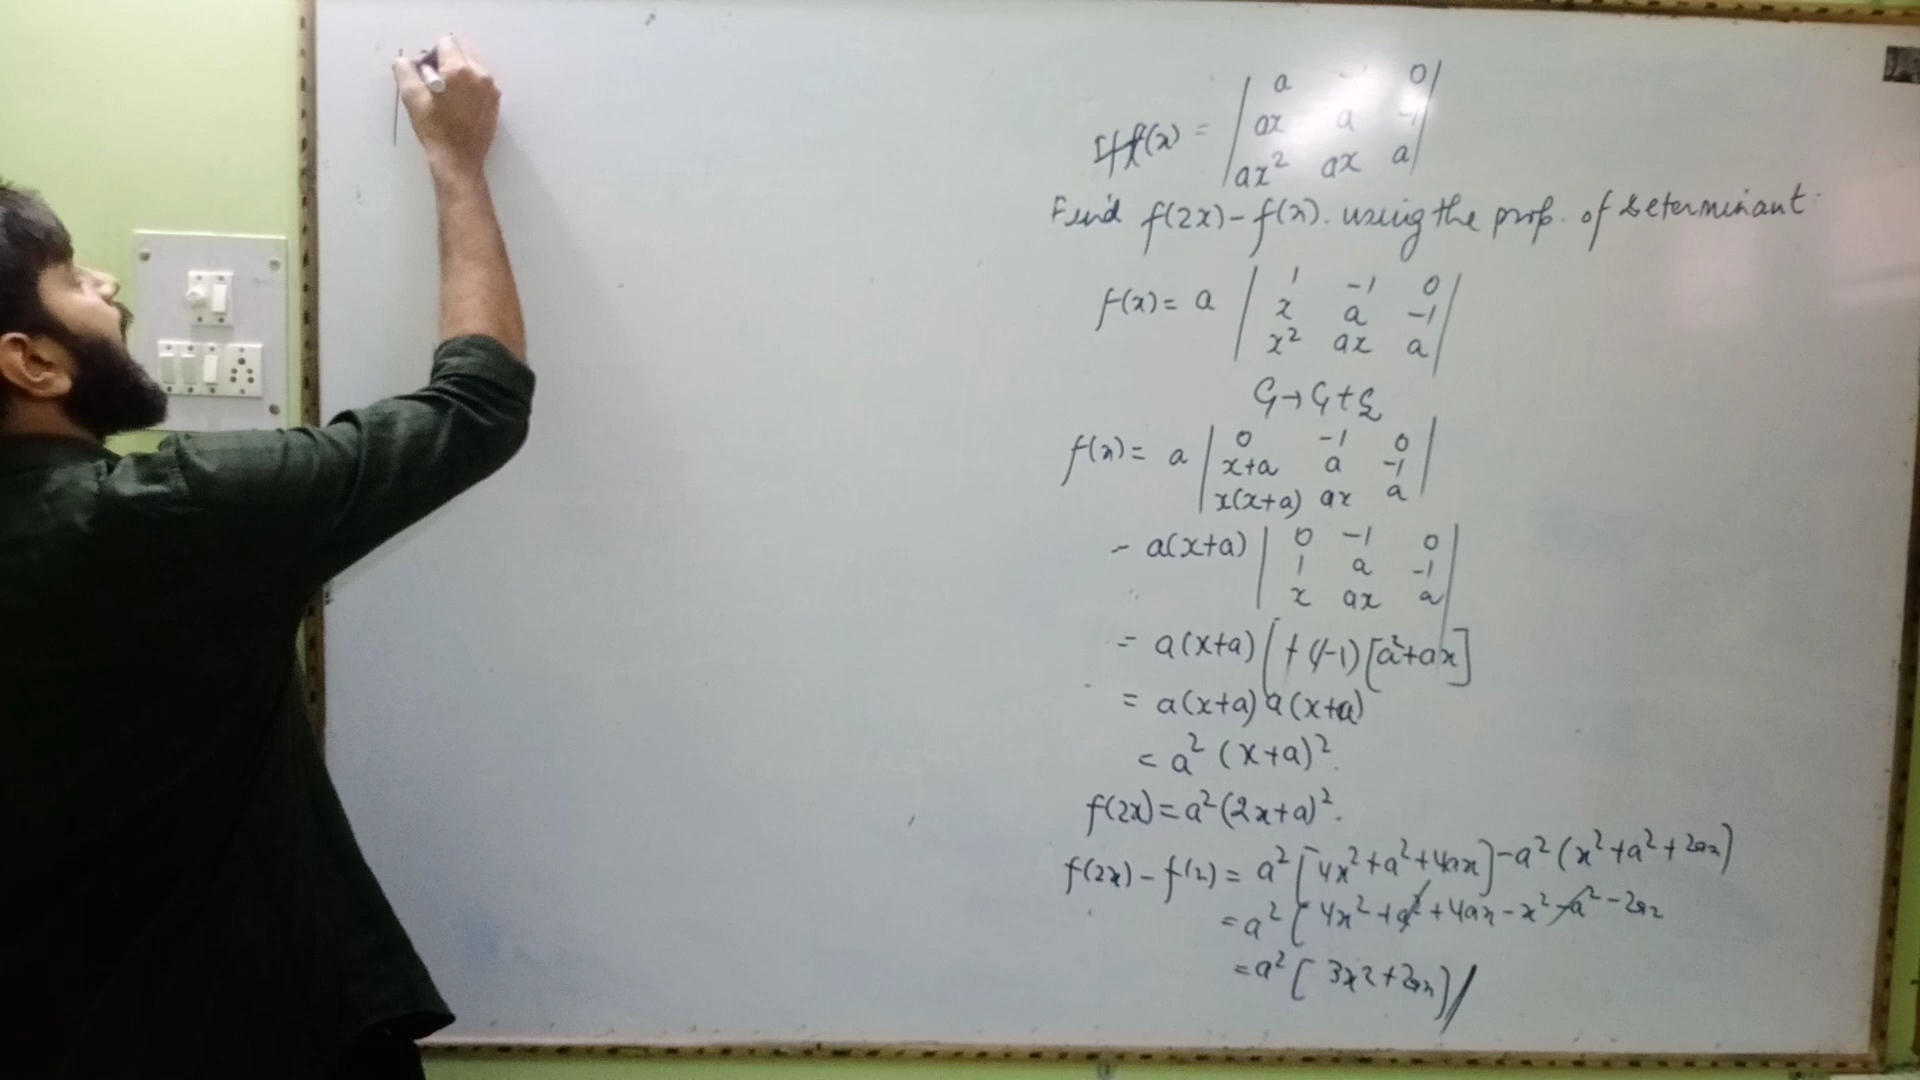 If f(x) = | a -1 0 |
| ax a -1 |
| ax² ax a |
Find f(2x) - f(x). using the prop. of determinant.
f(x) = a | 1 -1 0 |
| x a -1 |
| x² ax a |
C₁→C₁+C₂
f(x) = a | 0 -1 0 |
| x+a a -1 |
| x(x+a) ax a |
- a(x+a) | 0 -1 0 |
| 1 a -1 |
| x ax a |
= a(x+a) [+(-1)[a²+ax]
= a(x+a) a(x+a)
= a² (x+a)².
f(2x) = a²(2x+a)².
f(2x) - f(x) = a² [4x²+a²+4ax] - a² (x²+a²+2ax)
= a² [4x²+a²+4ax-x²-a²-2ax
= a² [3x2+2ax] //